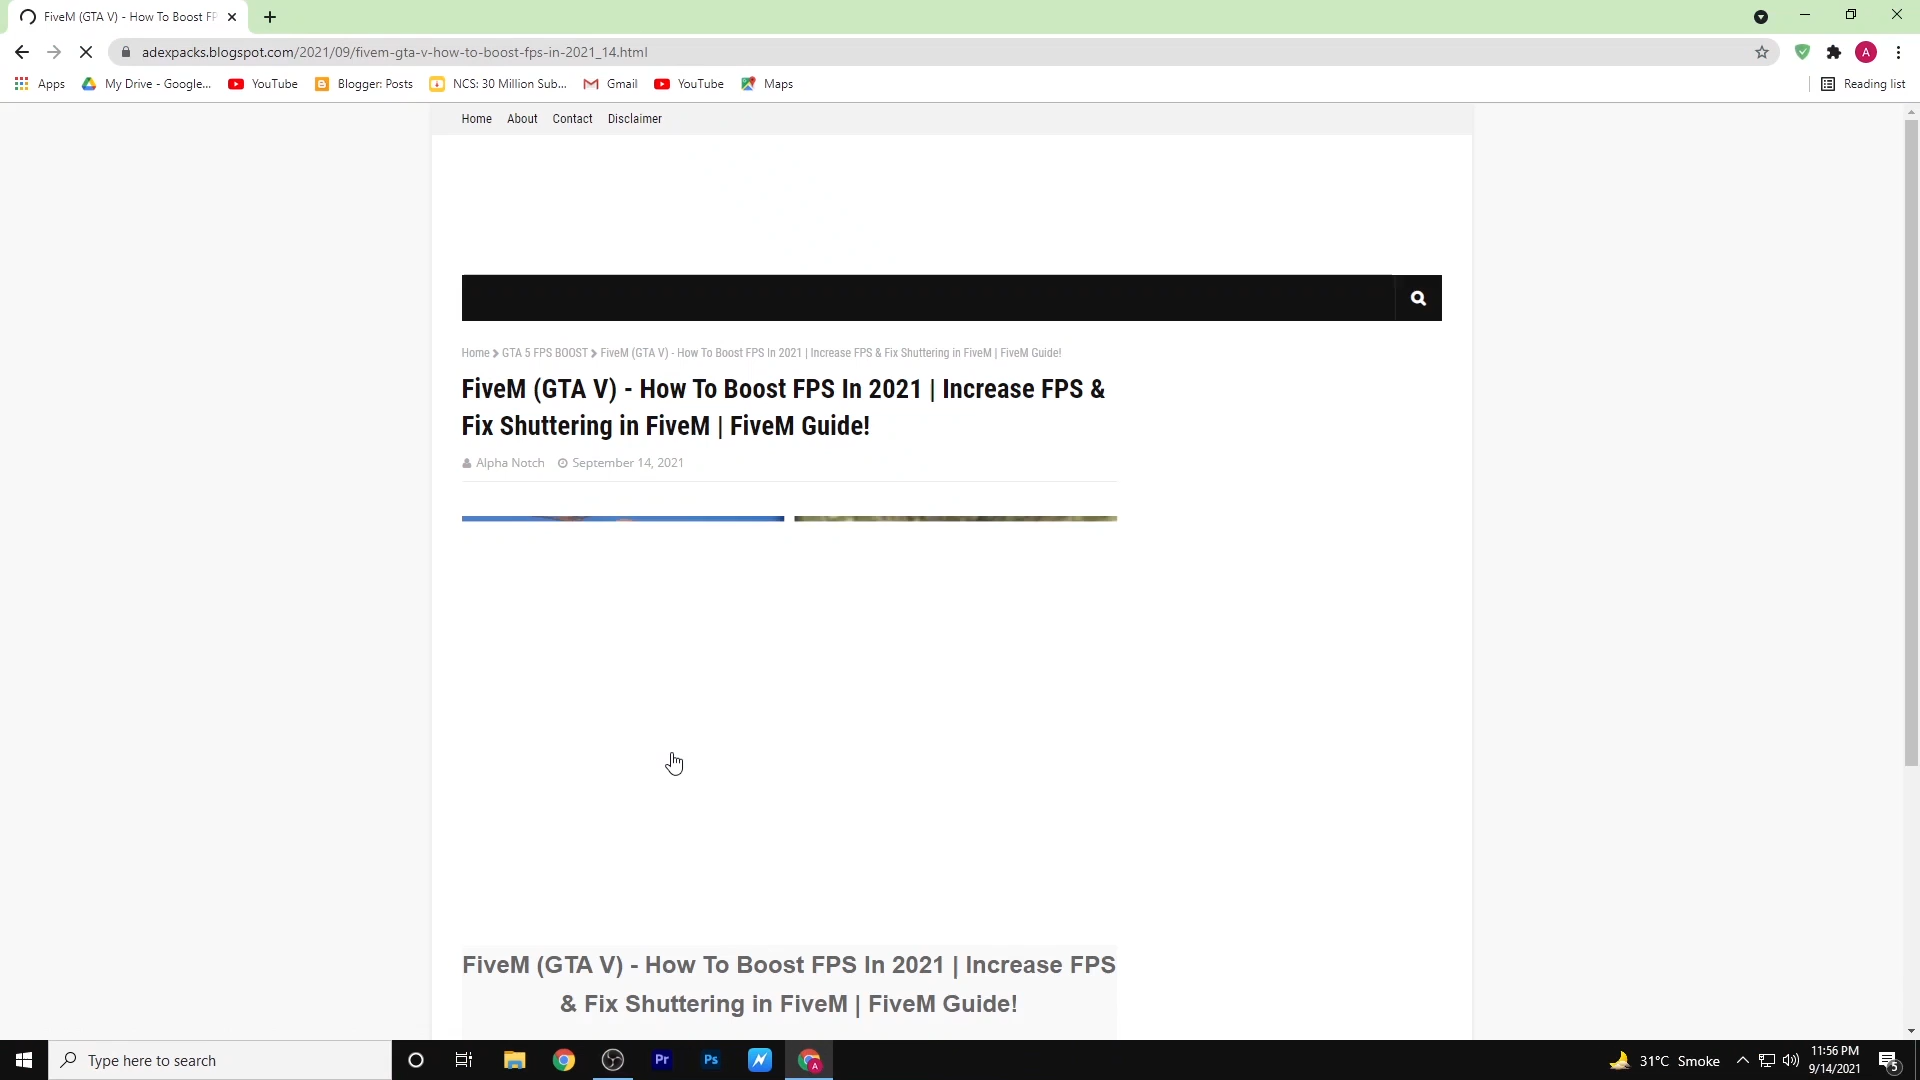 FiveM (GTA V) - How To Boost FP
adexpacks.blogspot.com/2021/09/fivem-gta-v-how-to-boost-fps-in-2021_14.html
A
Apps My Drive - Google... YouTube Blogger: Posts NCS: 30 Million Sub... Gmail YouTube Maps Reading list
Home About Contact Disclaimer
Home GTA 5 FPS BOOST FiveM (GTA V) - How To Boost FPS In 2021 | Increase FPS & Fix Shuttering in FiveM | FiveM Guide!
FiveM (GTA V) - How To Boost FPS In 2021 | Increase FPS &
Fix Shuttering in FiveM | FiveM Guide!
Alpha Notch September 14, 2021
FiveM (GTA V) - How To Boost FPS In 2021 | Increase FPS
& Fix Shuttering in FiveM | FiveM Guide!
Type here to search
Pr
Ps
A
31°C Smoke
11:56 PM
9/14/2021
5